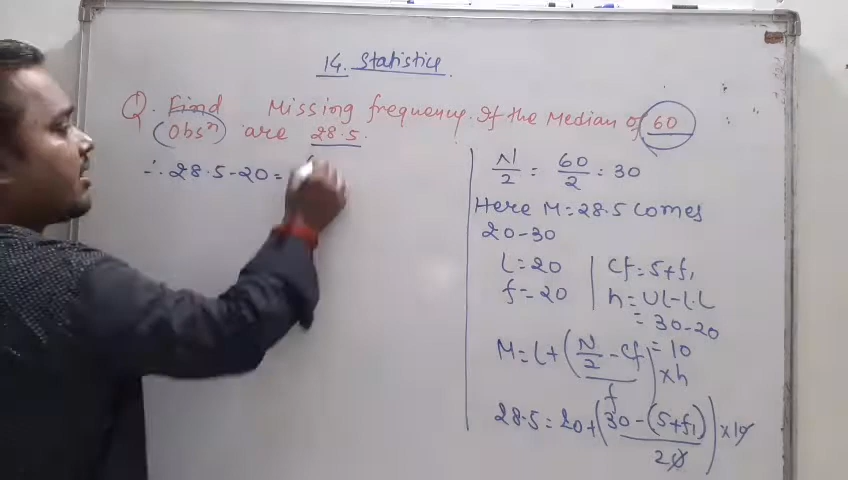 14. Statistics
Q. Find Missing frequency. If the Median of 60
(Obsⁿ) are 28.5.
∴ 28.5-20 = (
N/2 = 60/2 = 30
Here M=28.5 Comes
20-30
l=20
f=20
Cf=5+f₁
h=UL-L.L
= 30-20
= 10
M=l+(N/2-Cf/f)×h
28.5=20+(30-(5+f₁)/20)×10